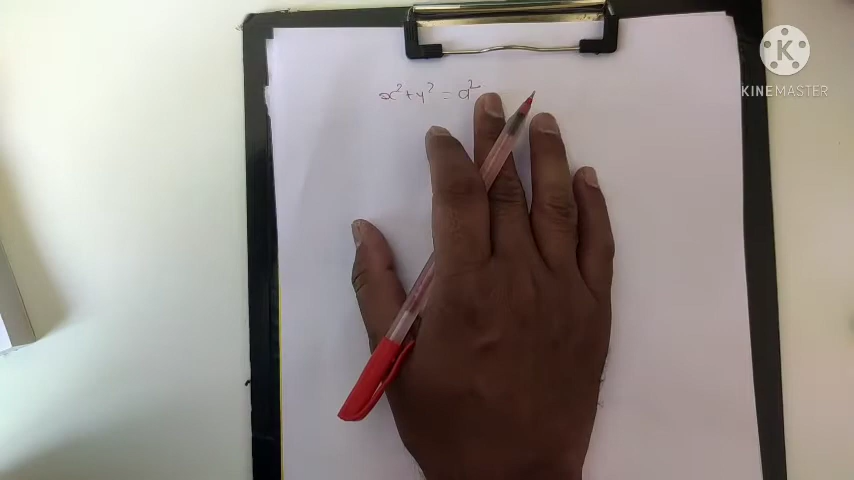 x² + y² = a²
K
KINEMASTER